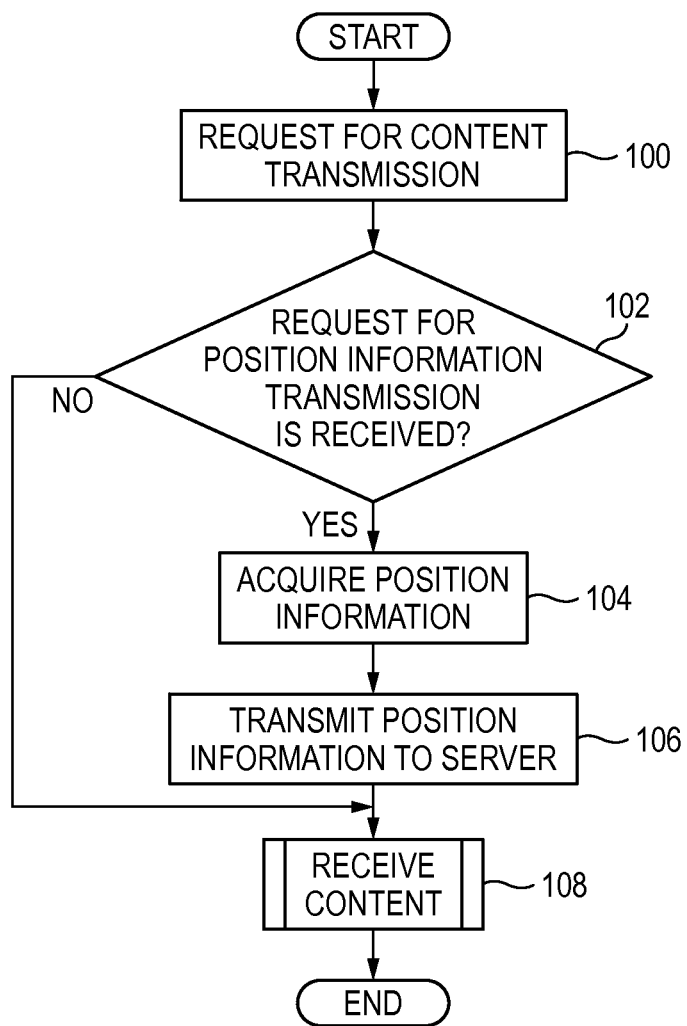 START
REQUEST FOR CONTENT
TRANSMISSION
100
REQUEST FOR
POSITION INFORMATION
TRANSMISSION
IS RECEIVED?
102
NO
YES
ACQUIRE POSITION
INFORMATION
104
TRANSMIT POSITION
INFORMATION TO SERVER
106
RECEIVE
CONTENT
108
END